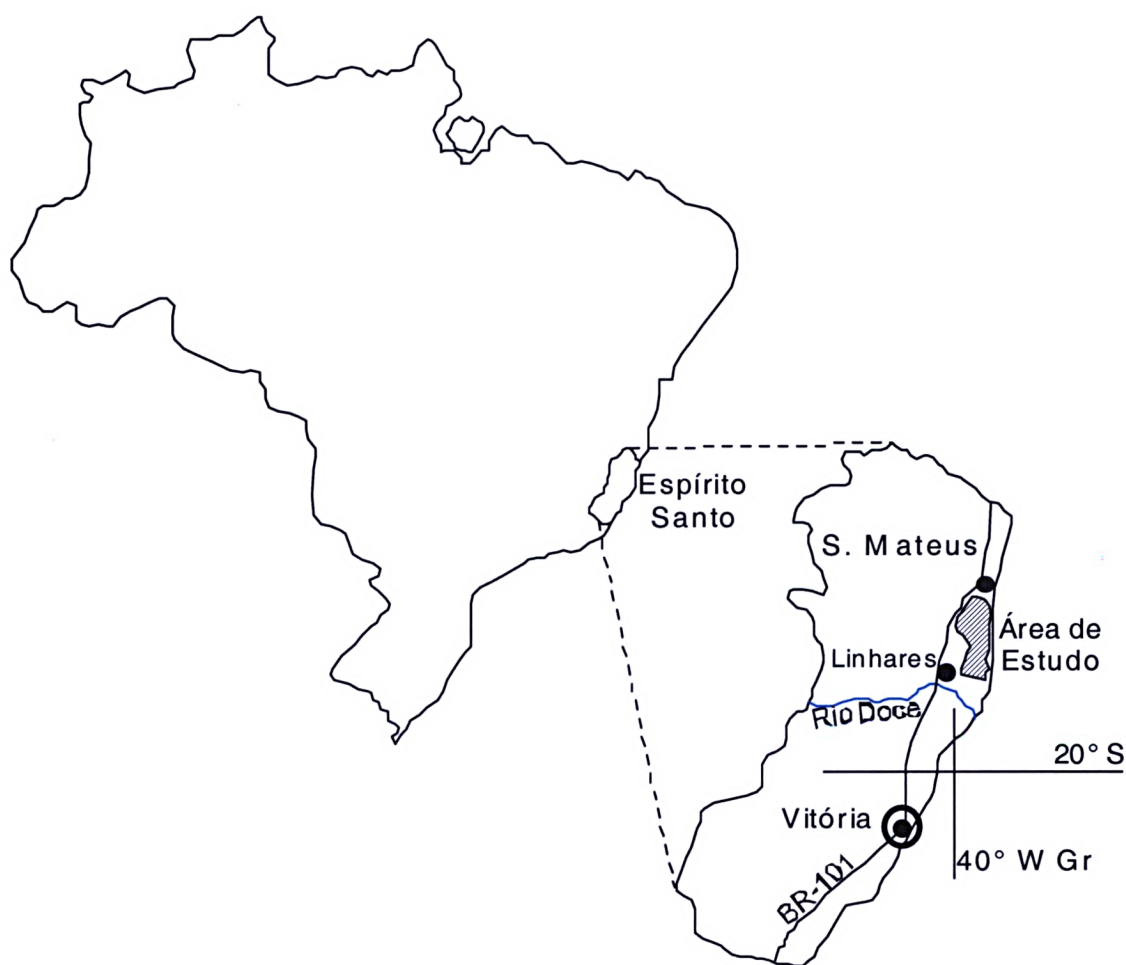 Espírito
Santo
S. Mateus
Área de
Estudo
Linhares
Rio Doce
20° S
Vitória
40° W Gr
BR-101